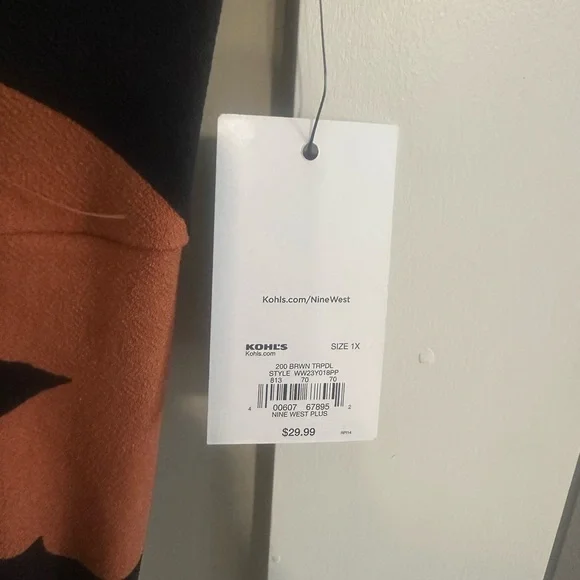 Kohls.com/NineWest
KOHL'S SIZE 1X
Kohls.com
200 BRWN TRPDL
STYLE WW23Y018PP
813 70 70
4 00607 67895 2
NINE WEST PLUS
$29.99